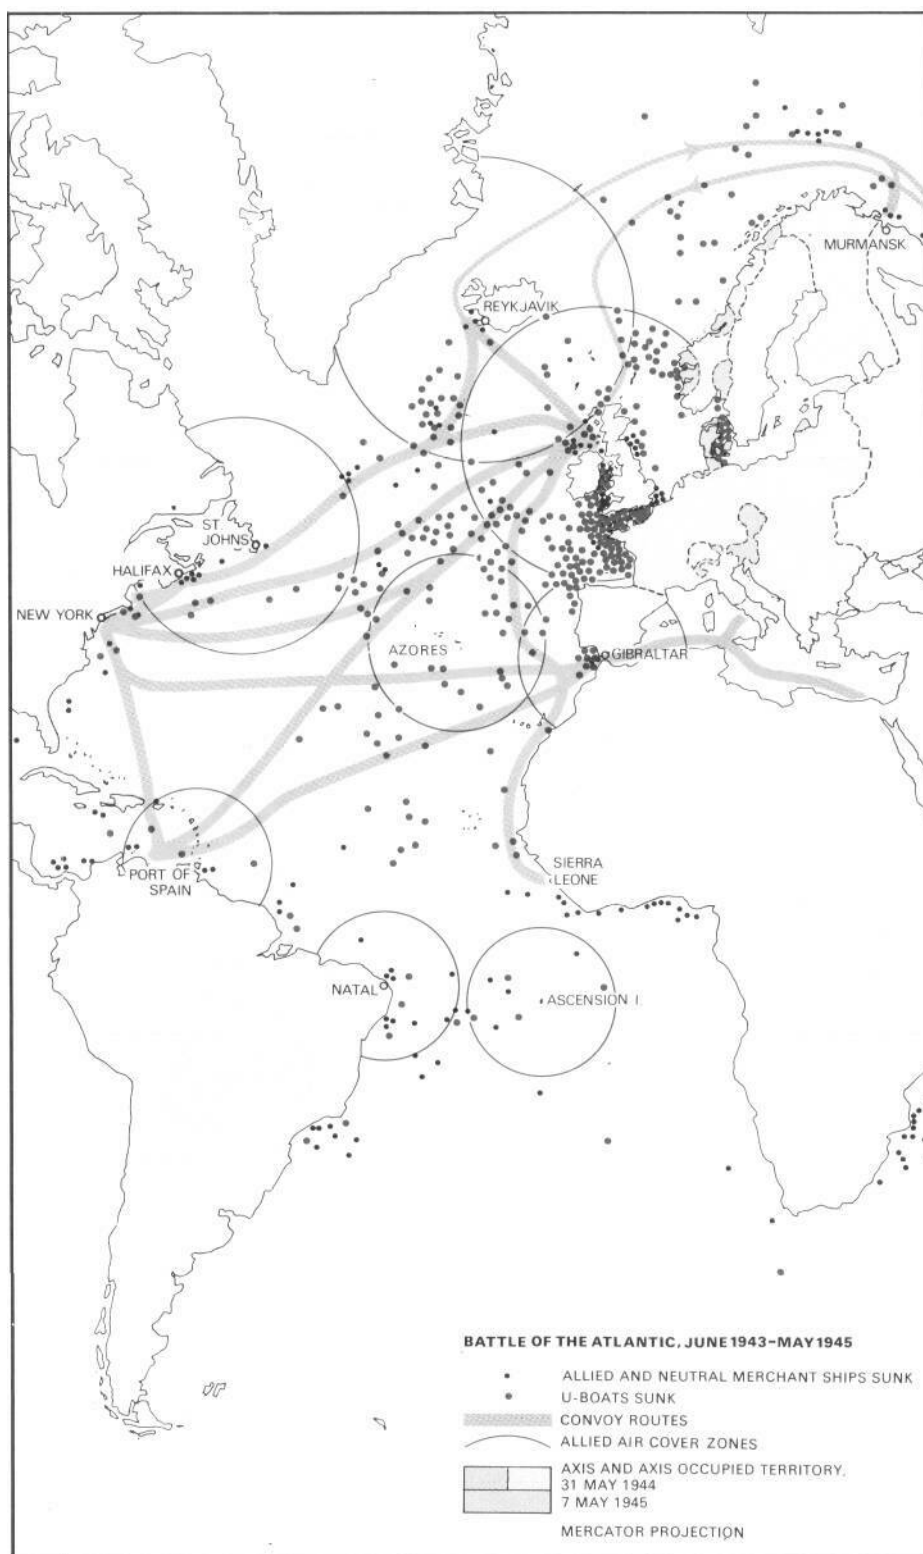 MURMANSK
REYKJAVIK
ST.
JOHNS
HALIFAX
NEW YORK
AZORES
GIBRALTAR
SIERRA
LEONE
PORT OF
SPAIN
NATAL
ASCENSION I.
BATTLE OF THE ATLANTIC, JUNE 1943–MAY 1945
ALLIED AND NEUTRAL MERCHANT SHIPS SUNK
U-BOATS SUNK
CONVOY ROUTES
ALLIED AIR COVER ZONES
AXIS AND AXIS OCCUPIED TERRITORY,
31 MAY 1944
7 MAY 1945
MERCATOR PROJECTION